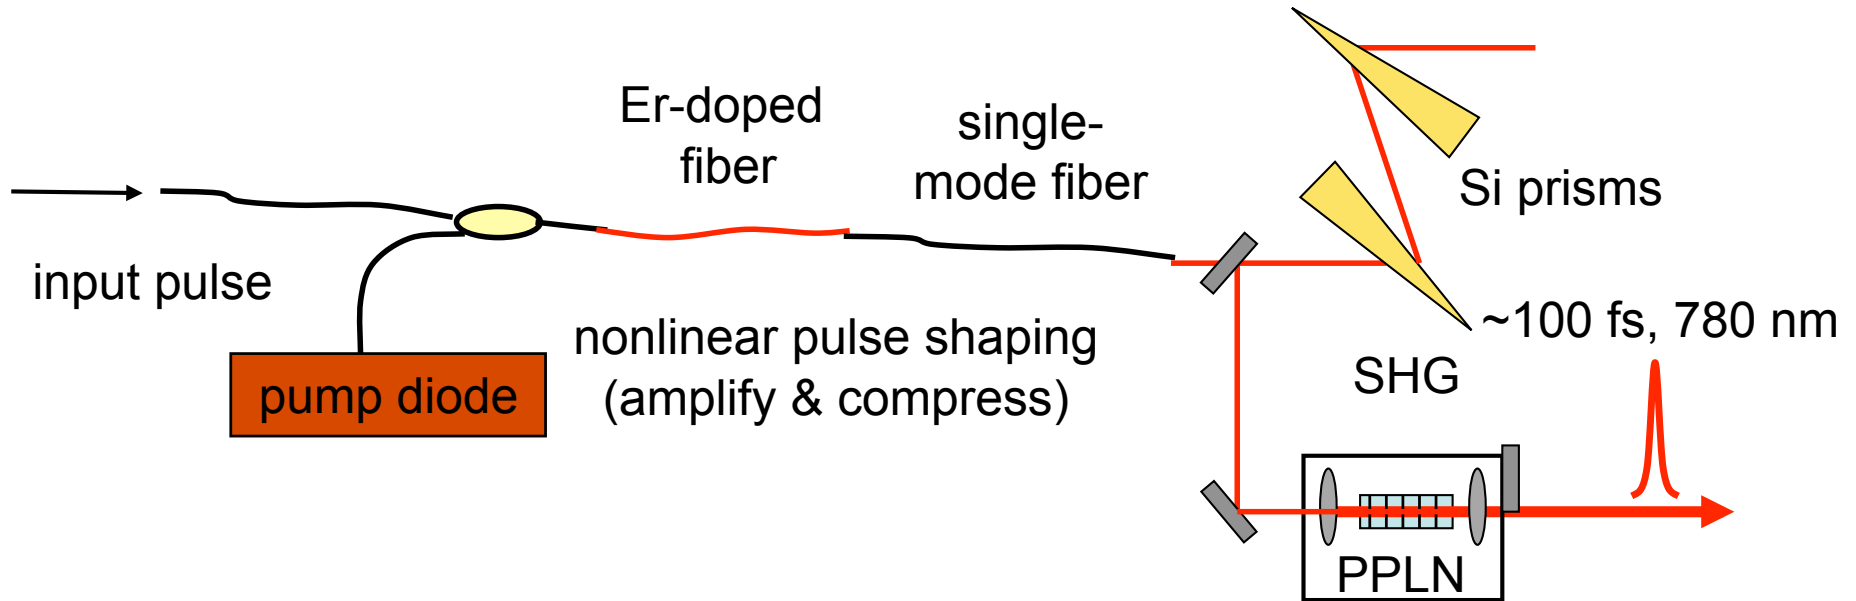 Er-doped
fiber
single-
mode fiber
Si prisms
input pulse
pump diode
nonlinear pulse shaping
(amplify & compress)
~100 fs, 780 nm
SHG
PPLN